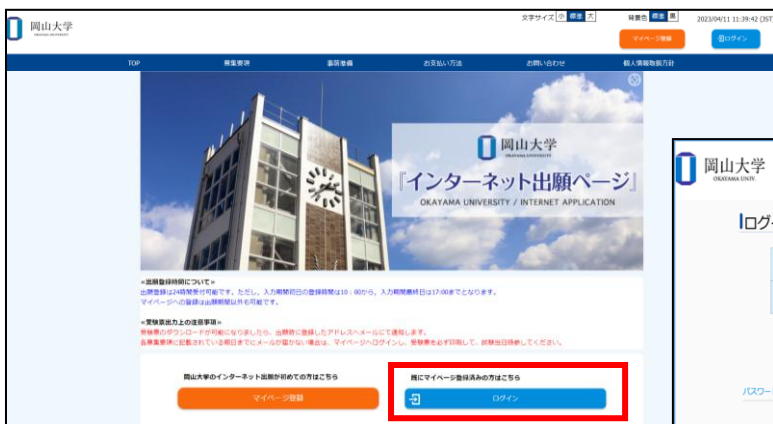 文字サイズ 小 標準 大
背景色 標準 黒
2023/04/11 11:39:42 (JST)
岡山大学
OKAYAMA UNIVERSITY
マイページ登録
ログイン
TOP
募集要項
事前準備
お支払い方法
お問い合わせ
個人情報取扱方針
岡山大学
OKAYAMA UNIVERSITY
『インターネット出願ページ』
OKAYAMA UNIVERSITY / INTERNET APPLICATION
岡山大学
OKAYAMA UNIV.
ログ
パスワー
=出願登録時間について=
出願登録は24時間受付可能です。ただし、入力期間初日の登録時間は10：00から、入力期間最終日は17:00までとなります。
マイページへの登録は出願期間以外も可能です。
=受験票出力上の注意事項=
受験票のダウンロードが可能になりましたら、出願時に登録したアドレスへメールにて通知します。
各募集要項に記載されている期日までにメールが届かない場合は、マイページへログインし、受験票を必ず印刷して、試験当日持参してください。
岡山大学のインターネット出願が初めての方はこちら
マイページ登録
既にマイページ登録済みの方はこちら
ログイン